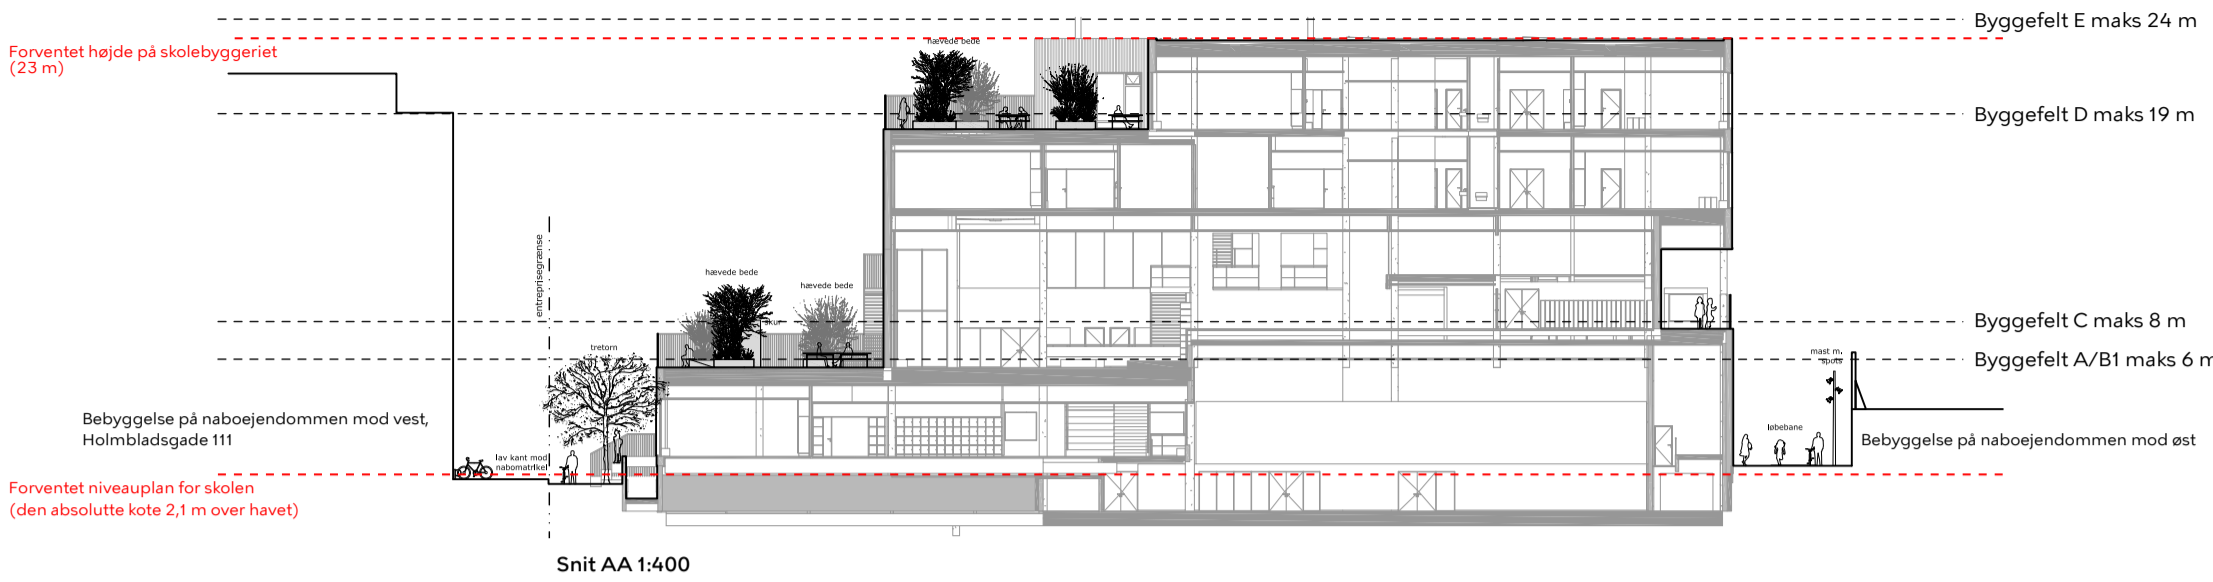 Byggefelt E maks 24 m
Forventet højde på skolebyggeriet
(23 m)
hævede bede
Byggefelt D maks 19 m
entreprisegrænse
hævede bede
hævede bede
skur
Byggefelt C maks 8 m
tretorn
mast m.
spots
Byggefelt A/B1 maks 6 m
Bebyggelse på naboejendommen mod vest,
Holmbladsgade 111
løbebane
Bebyggelse på naboejendommen mod øst
lav kant mod
nabomatrikel
Forventet niveauplan for skolen
(den absolutte kote 2,1 m over havet)
Snit AA 1:400